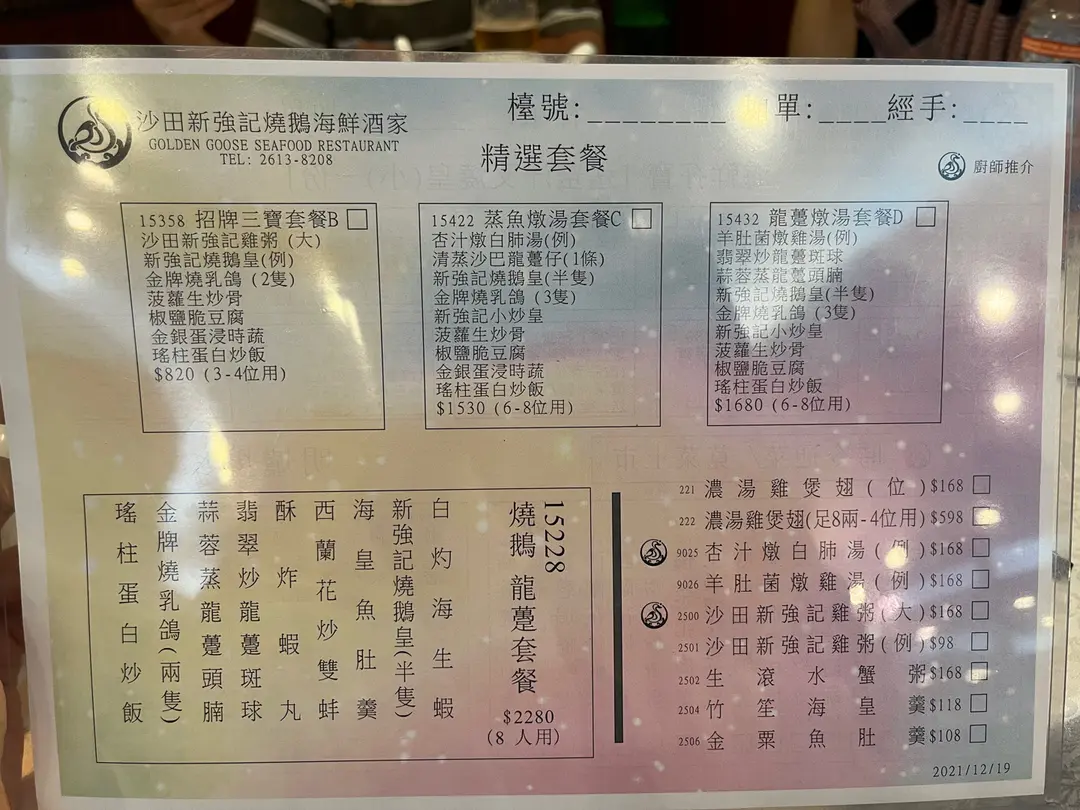 沙田新強記燒鵝海鮮酒家
GOLDEN GOOSE SEAFOOD RESTAURANT
TEL: 2613-8208
檯號:________ 單:____經手:____
精選套餐
廚師推介
15358 招牌三寶套餐B
沙田新強記雞粥 (大)
新強記燒鵝皇(例)
金牌燒乳鴿 (2隻)
菠蘿生炒骨
椒鹽脆豆腐
金銀蛋浸時蔬
瑤柱蛋白炒飯
$820 (3-4位用)
15422 蒸魚燉湯套餐C
杏汁燉白肺湯(例)
清蒸沙巴龍躉仔(1條)
新強記燒鵝皇(半隻)
金牌燒乳鴿 (3隻)
新強記小炒皇
菠蘿生炒骨
椒鹽脆豆腐
金銀蛋浸時蔬
瑤柱蛋白炒飯
$1530 (6-8位用)
15432 龍躉燉湯套餐D
羊肚菌燉雞湯(例)
翡翠炒龍躉斑球
蒜蓉蒸龍躉頭腩
新強記燒鵝皇(半隻)
金牌燒乳鴿 (3隻)
新強記小炒皇
菠蘿生炒骨
椒鹽脆豆腐
瑤柱蛋白炒飯
$1680 (6-8位用)
15228
燒鵝 龍躉套餐
$2280
(8 人用)
白灼海生蝦
新強記燒鵝皇(半隻)
海皇魚肚羹
西蘭花炒雙蚌
酥炸蝦丸
翡翠炒龍躉斑球
蒜蓉蒸龍躉頭腩
金牌燒乳鴿(兩隻)
瑤柱蛋白炒飯
221 濃湯雞煲翅(位) $168
222 濃湯雞煲翅(足8兩-4位用) $598
9025 杏汁燉白肺湯(例) $168
9026 羊肚菌燉雞湯(例) $168
2500 沙田新強記雞粥(大) $168
2501 沙田新強記雞粥(例) $98
2502 生滾水蟹粥 $168
2504 竹笙海皇羹 $118
2506 金粟魚肚羹 $108
2021/12/19